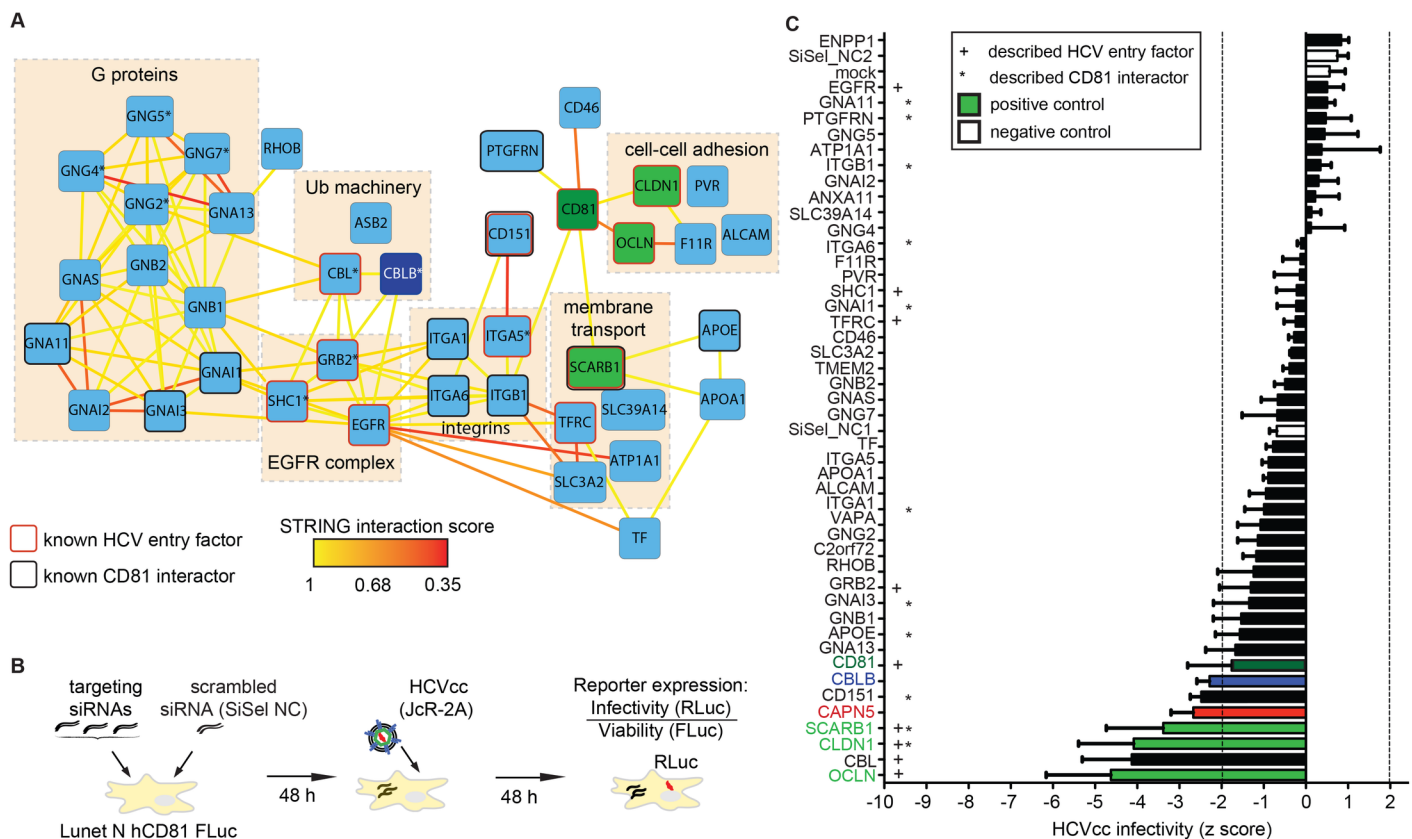 A
G proteins
GNG5*
GNG7*
RHOB
GNG4*
GNG2*
GNA13
GNAS
GNB2
GNB1
GNA11
GNAI1
GNAI2
GNAI3
Ub machinery
ASB2
CBL*
CBLB*
GRB2*
SHC1*
EGFR
EGFR complex
CD46
PTGFRN
CD81
CD151
cell-cell adhesion
CLDN1
PVR
OCLN
F11R
ALCAM
ITGA1
ITGA5*
ITGA6
ITGB1
integrins
membrane
transport
SCARB1
SLC39A14
TFRC
ATP1A1
SLC3A2
APOE
APOA1
TF
known HCV entry factor
known CD81 interactor
STRING interaction score
1 0.68 0.35
B
targeting
siRNAs
scrambled
siRNA (SiSel NC)
Lunet N hCD81 FLuc
48 h
HCVcc
(JcR-2A)
48 h
Reporter expression:
Infectivity (RLuc)
Viability (FLuc)
RLuc
C
+ described HCV entry factor
* described CD81 interactor
positive control
negative control
ENPP1
SiSel_NC2
mock
EGFR +
GNA11 *
PTGFRN *
GNG5
ATP1A1
ITGB1 *
GNAI2
ANXA11
SLC39A14
GNG4
ITGA6 *
F11R
PVR
SHC1 +
GNAI1 *
TFRC +
CD46
SLC3A2
TMEM2
GNB2
GNAS
GNG7
SiSel_NC1
TF
ITGA5
APOA1
ALCAM
ITGA1 *
VAPA
GNG2
C2orf72
RHOB
GRB2 +
GNAI3 *
GNB1
APOE *
GNA13
CD81 +
CBLB
CD151 *
CAPN5
SCARB1 + *
CLDN1 + *
CBL +
OCLN +
-10 -9 -8 -7 -6 -5 -4 -3 -2 -1 0 1 2
HCVcc infectivity (z score)